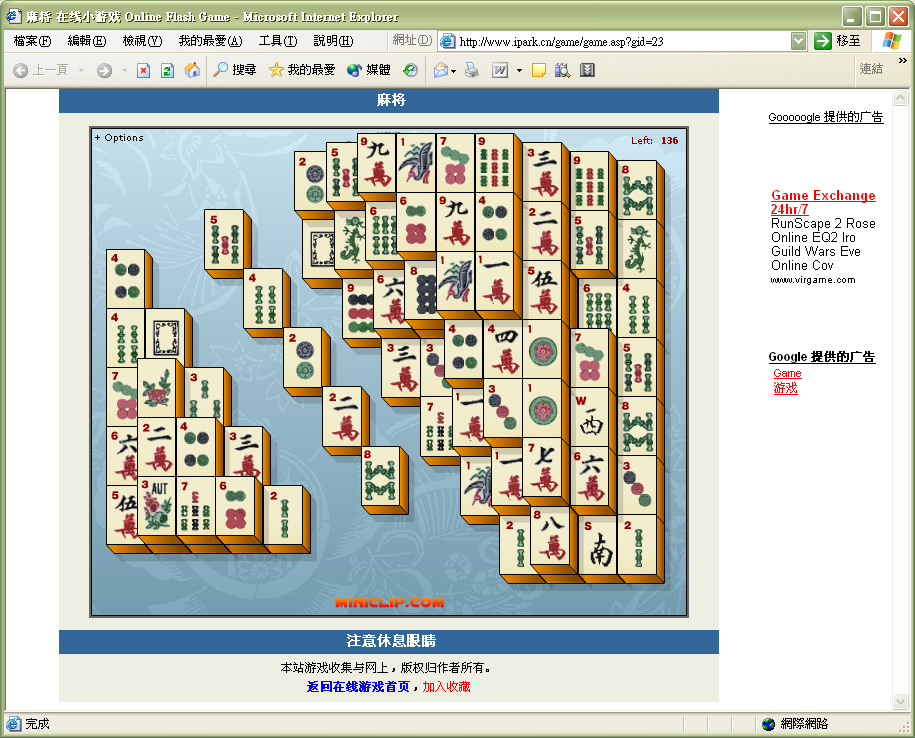 麻将 在线小游戏 Online Flash Game - Microsoft Internet Explorer
檔案(F) 編輯(E) 檢視(V) 我的最愛(A) 工具(T) 說明(H) 網址(D) http://www.ipark.cn/game/game.asp?gid=23 移至
上一頁 搜尋 我的最愛 媒體 連結 »
麻将
+ Options
Left: 136
Gooooogle 提供的广告
Game Exchange
24hr/7
RunScape 2 Rose
Online EQ2 Iro
Guild Wars Eve
Online Cov
www.virgame.com
Google 提供的广告
Game
游戏
MINICLIP.COM
注意休息眼睛
本站游戏收集与网上，版权归作者所有。
返回在线游戏首页，加入收藏
完成 網際網路